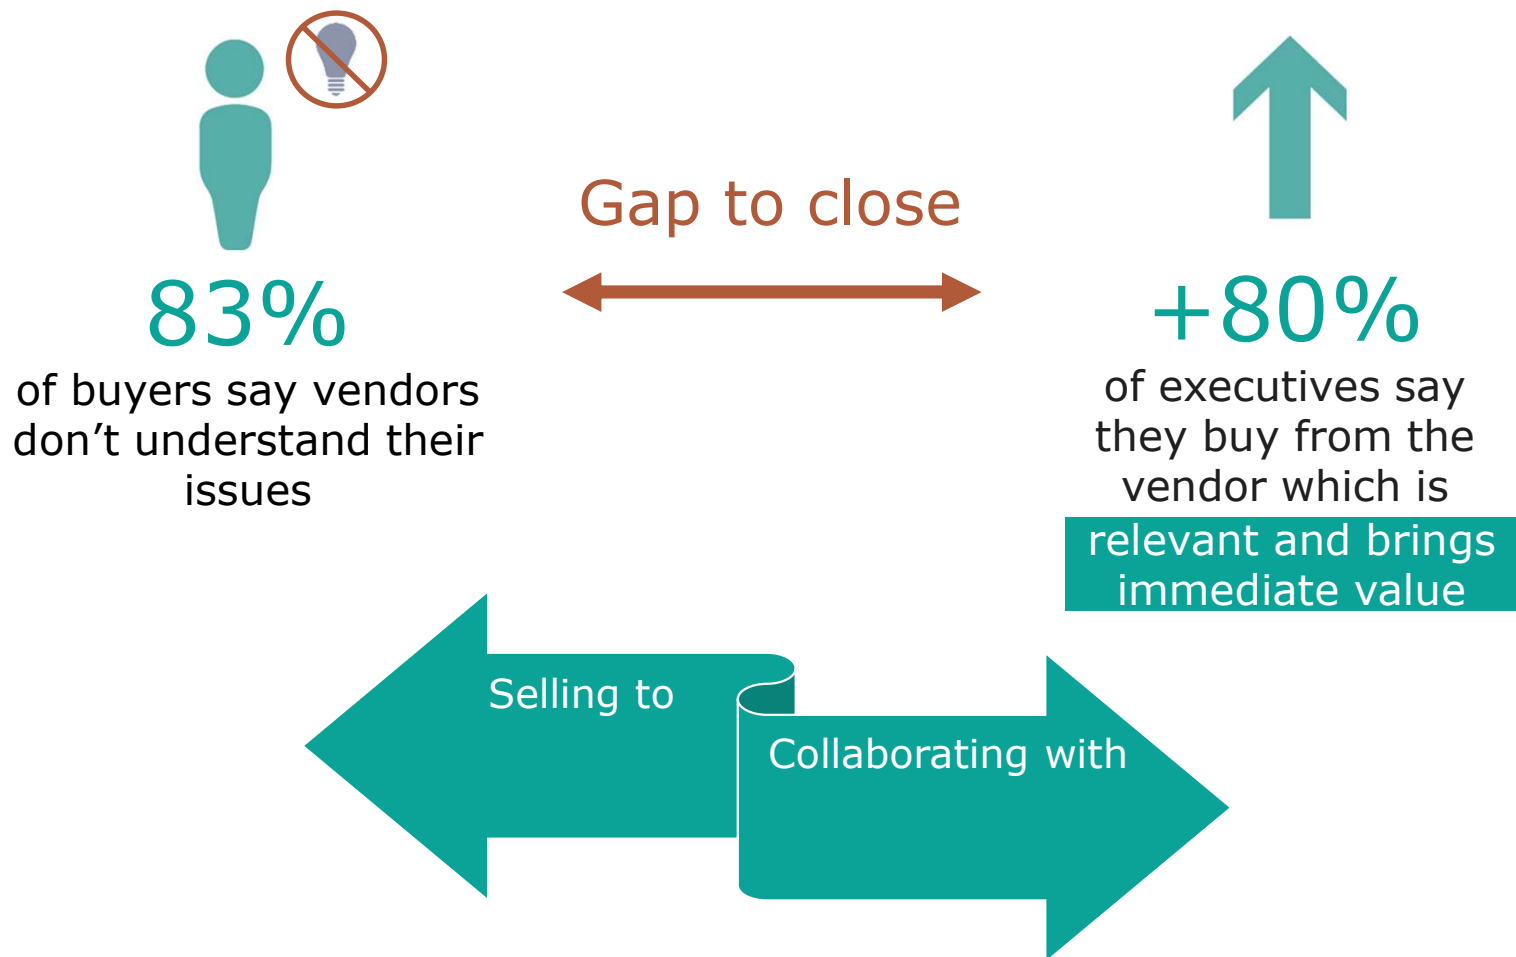 83%
of buyers say vendors
don’t understand their
issues
Gap to close
+80%
of executives say
they buy from the
vendor which is
relevant and brings
immediate value
Selling to
Collaborating with